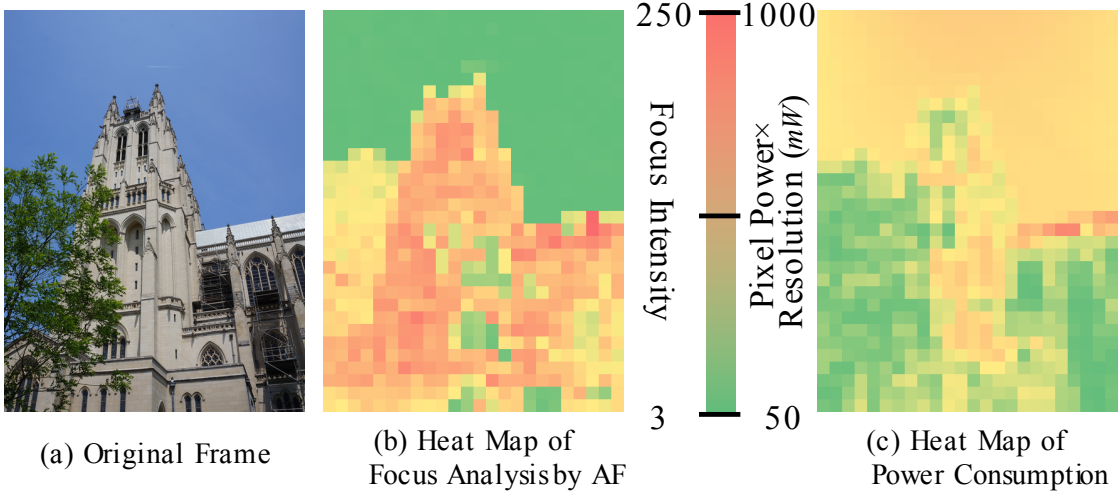 250
1000
Focus Intensity
Pixel Power×
Resolution (mW)
3
50
(a) Original Frame
(b) Heat Map of
Focus Analysis by AF
(c) Heat Map of
Power Consumption